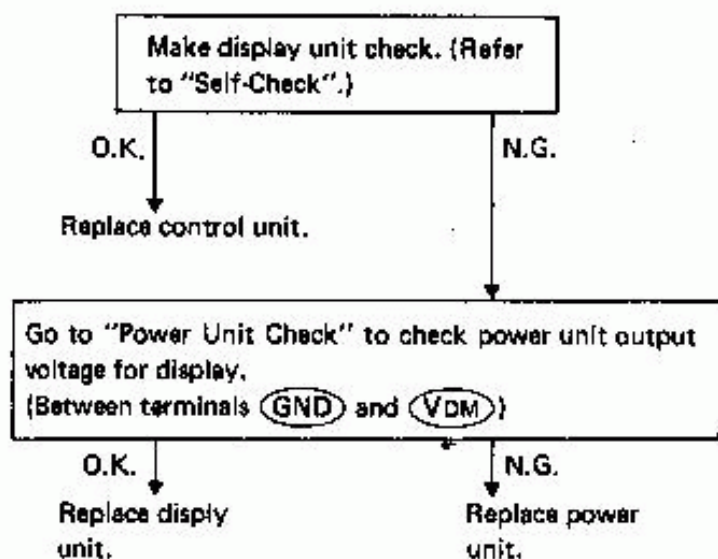 Make display unit check. (Refer
to "Self-Check".)
O.K.
N.G.
Replace control unit.
Go to "Power Unit Check" to check power unit output
voltage for display.
(Between terminals GND and VDM)
O.K.
N.G.
Replace disply
unit.
Replace power
unit.